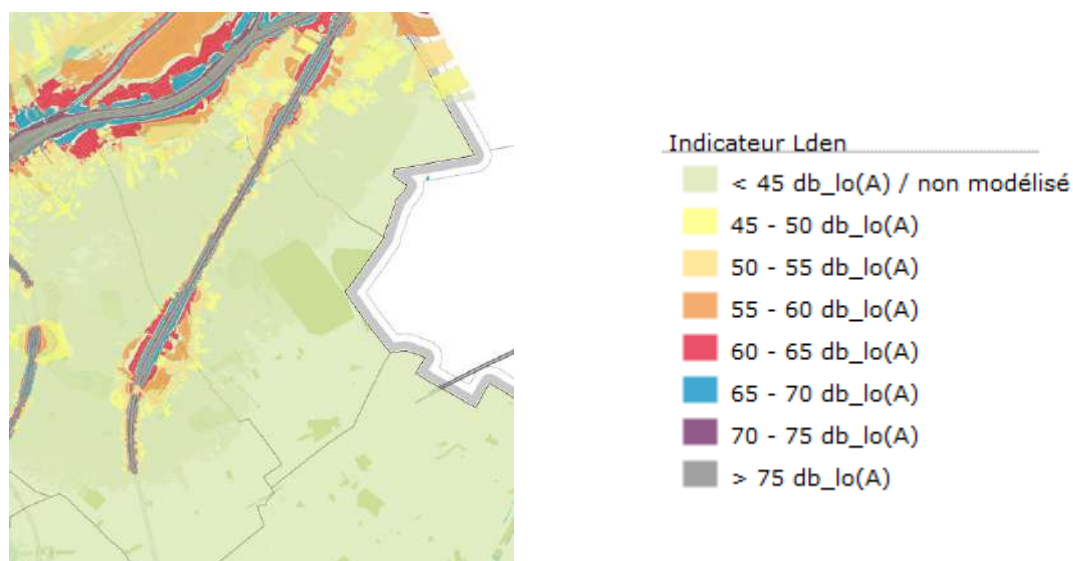 Indicateur Lden
< 45 db_lo(A) / non modélisé
45 - 50 db_lo(A)
50 - 55 db_lo(A)
55 - 60 db_lo(A)
60 - 65 db_lo(A)
65 - 70 db_lo(A)
70 - 75 db_lo(A)
> 75 db_lo(A)